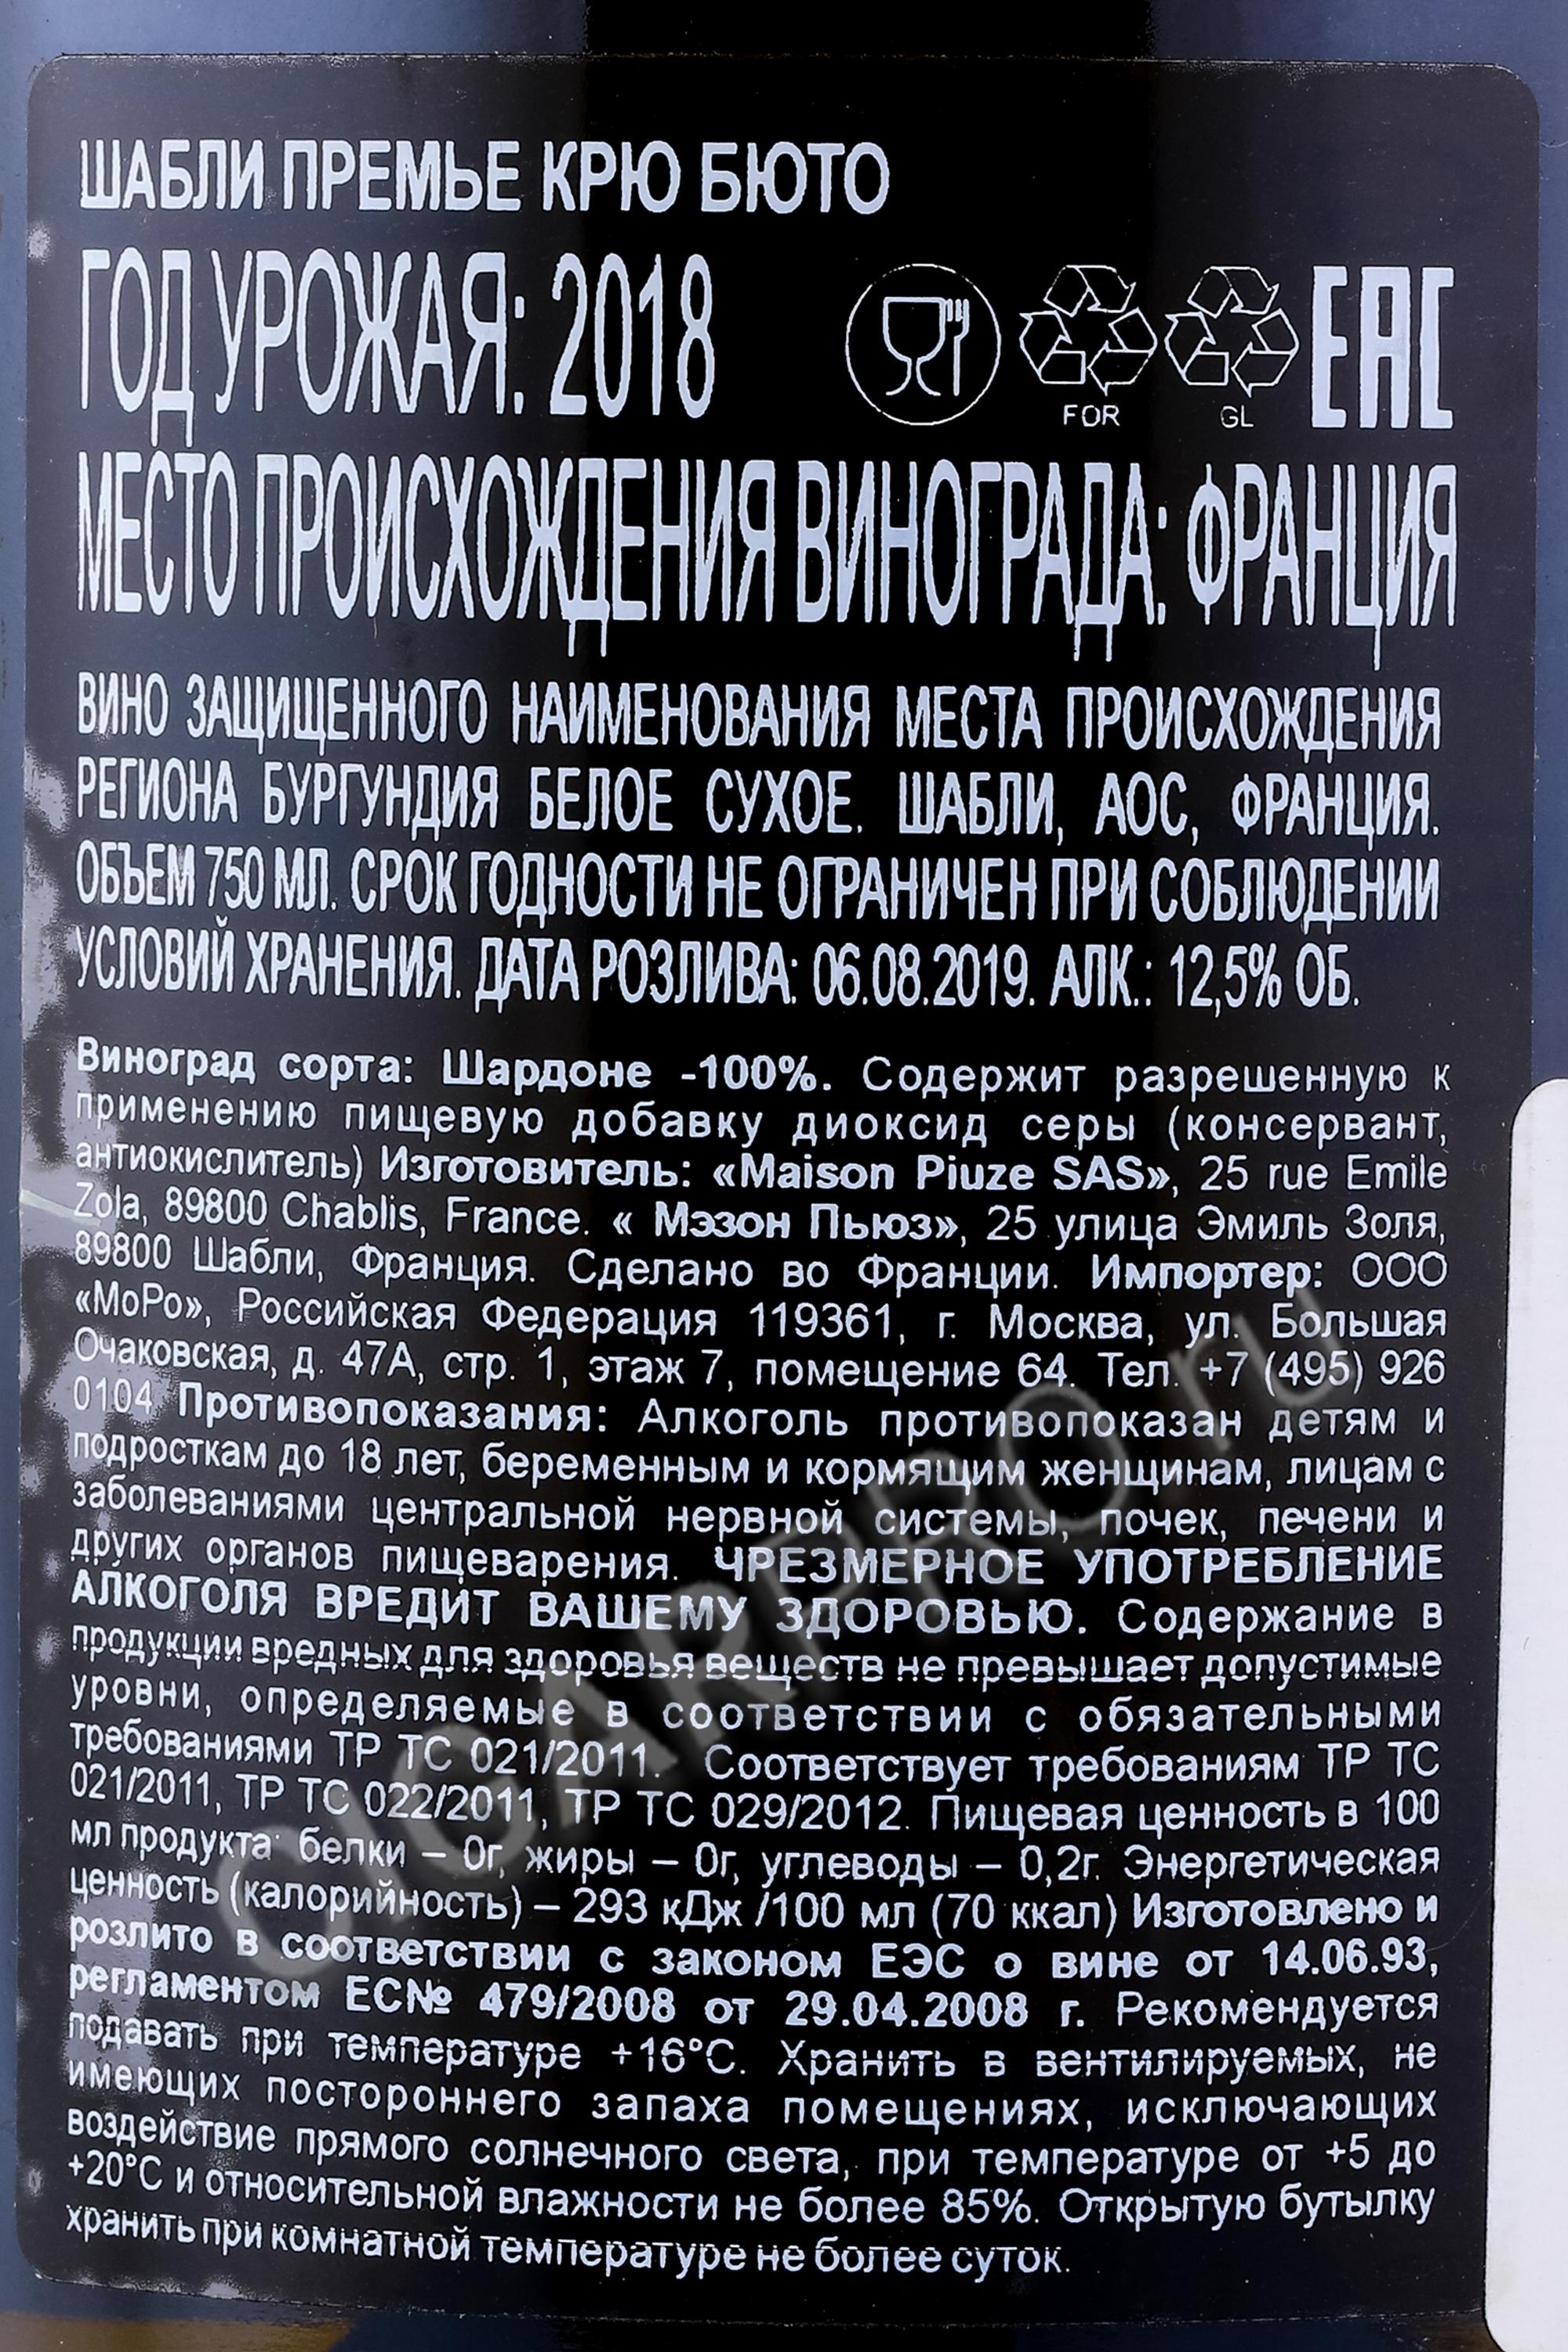 ШАБЛИ ПРЕМЬЕ КРЮ БЮТО
ГОД УРОЖАЯ: 2018
FOR
GL
ЕАС
МЕСТО ПРОИСХОЖДЕНИЯ ВИНОГРАДА: ФРАНЦИЯ
ВИНО ЗАЩИЩЕННОГО НАИМЕНОВАНИЯ МЕСТА ПРОИСХОЖДЕНИЯ
РЕГИОНА БУРГУНДИЯ БЕЛОЕ СУХОЕ. ШАБЛИ, АОС, ФРАНЦИЯ.
ОБЪЕМ 750 МЛ. СРОК ГОДНОСТИ НЕ ОГРАНИЧЕН ПРИ СОБЛЮДЕНИИ
УСЛОВИЙ ХРАНЕНИЯ. ДАТА РОЗЛИВА: 06.08.2019. АЛК.: 12,5% ОБ.
Виноград сорта: Шардоне -100%. Содержит разрешенную к
применению пищевую добавку диоксид серы (консервант,
антиокислитель) Изготовитель: «Maison Piuze SAS», 25 rue Emile
Zola, 89800 Chablis, France. « Мэзон Пьюз», 25 улица Эмиль Золя,
89800 Шабли, Франция. Сделано во Франции. Импортер: ООО
«МоРо», Российская Федерация 119361, г. Москва, ул. Большая
Очаковская, д. 47А, стр. 1, этаж 7, помещение 64. Тел. +7 (495) 926
0104 Противопоказания: Алкоголь противопоказан детям и
подросткам до 18 лет, беременным и кормящим женщинам, лицам с
заболеваниями центральной нервной системы, почек, печени и
других органов пищеварения. ЧРЕЗМЕРНОЕ УПОТРЕБЛЕНИЕ
АЛКОГОЛЯ ВРЕДИТ ВАШЕМУ ЗДОРОВЬЮ. Содержание в
продукции вредных для здоровья веществ не превышает допустимые
уровни, определяемые в соответствии с обязательными
требованиями ТР ТС 021/2011. Соответствует требованиям ТР ТС
021/2011, ТР ТС 022/2011, ТР ТС 029/2012. Пищевая ценность в 100
мл продукта: белки – 0г, жиры – 0г, углеводы – 0,2г. Энергетическая
ценность (калорийность) – 293 кДж /100 мл (70 ккал) Изготовлено и
розлито в соответствии с законом ЕЭС о вине от 14.06.93,
регламентом ЕС№ 479/2008 от 29.04.2008 г. Рекомендуется
подавать при температуре +16°С. Хранить в вентилируемых, не
имеющих постороннего запаха помещениях, исключающих
воздействие прямого солнечного света, при температуре от +5 до
+20°С и относительной влажности не более 85%. Открытую бутылку
хранить при комнатной температуре не более суток.
CIGARPRO.ru